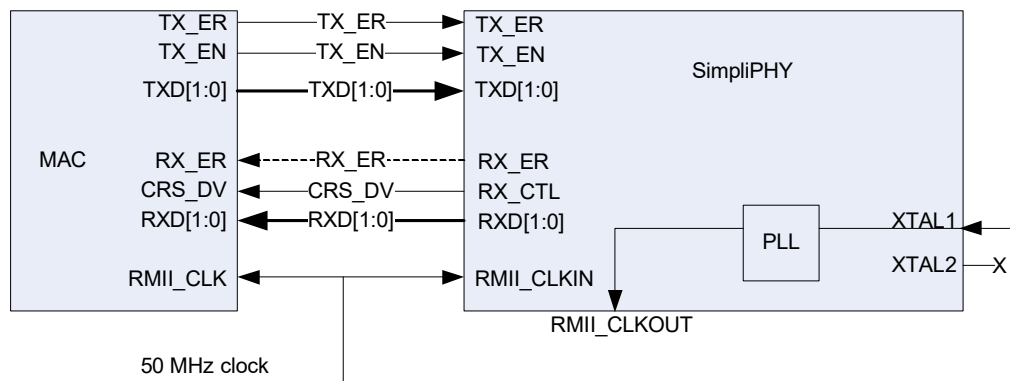 TX_ER TX_ER TX_ER
TX_EN TX_EN TX_EN
SimpliPHY
TXD[1:0] TXD[1:0] TXD[1:0]
MAC
RX_ER RX_ER RX_ER
CRS_DV CRS_DV RX_CTL
RXD[1:0] RXD[1:0] RXD[1:0]
XTAL1
PLL
XTAL2 X
RMII_CLK RMII_CLKIN
RMII_CLKOUT
50 MHz clock